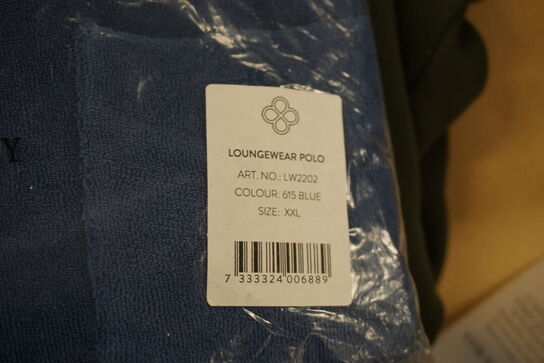 Y
LOUNGEWEAR POLO
ART. NO.: LW2202
COLOUR: 615 BLUE
SIZE: XXL
7 333324 006889